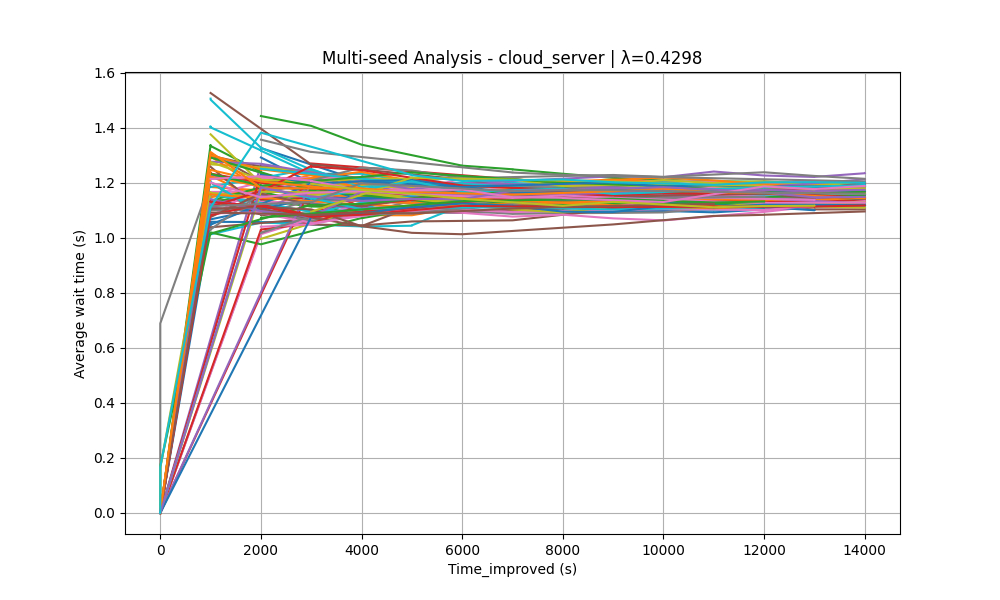 Multi-seed Analysis - cloud_server | λ=0.4298
1.6
1.4
1.2
1.0
0.8
0.6
0.4
0.2
0.0
Average wait time (s)
0 2000 4000 6000 8000 10000 12000 14000
Time_improved (s)